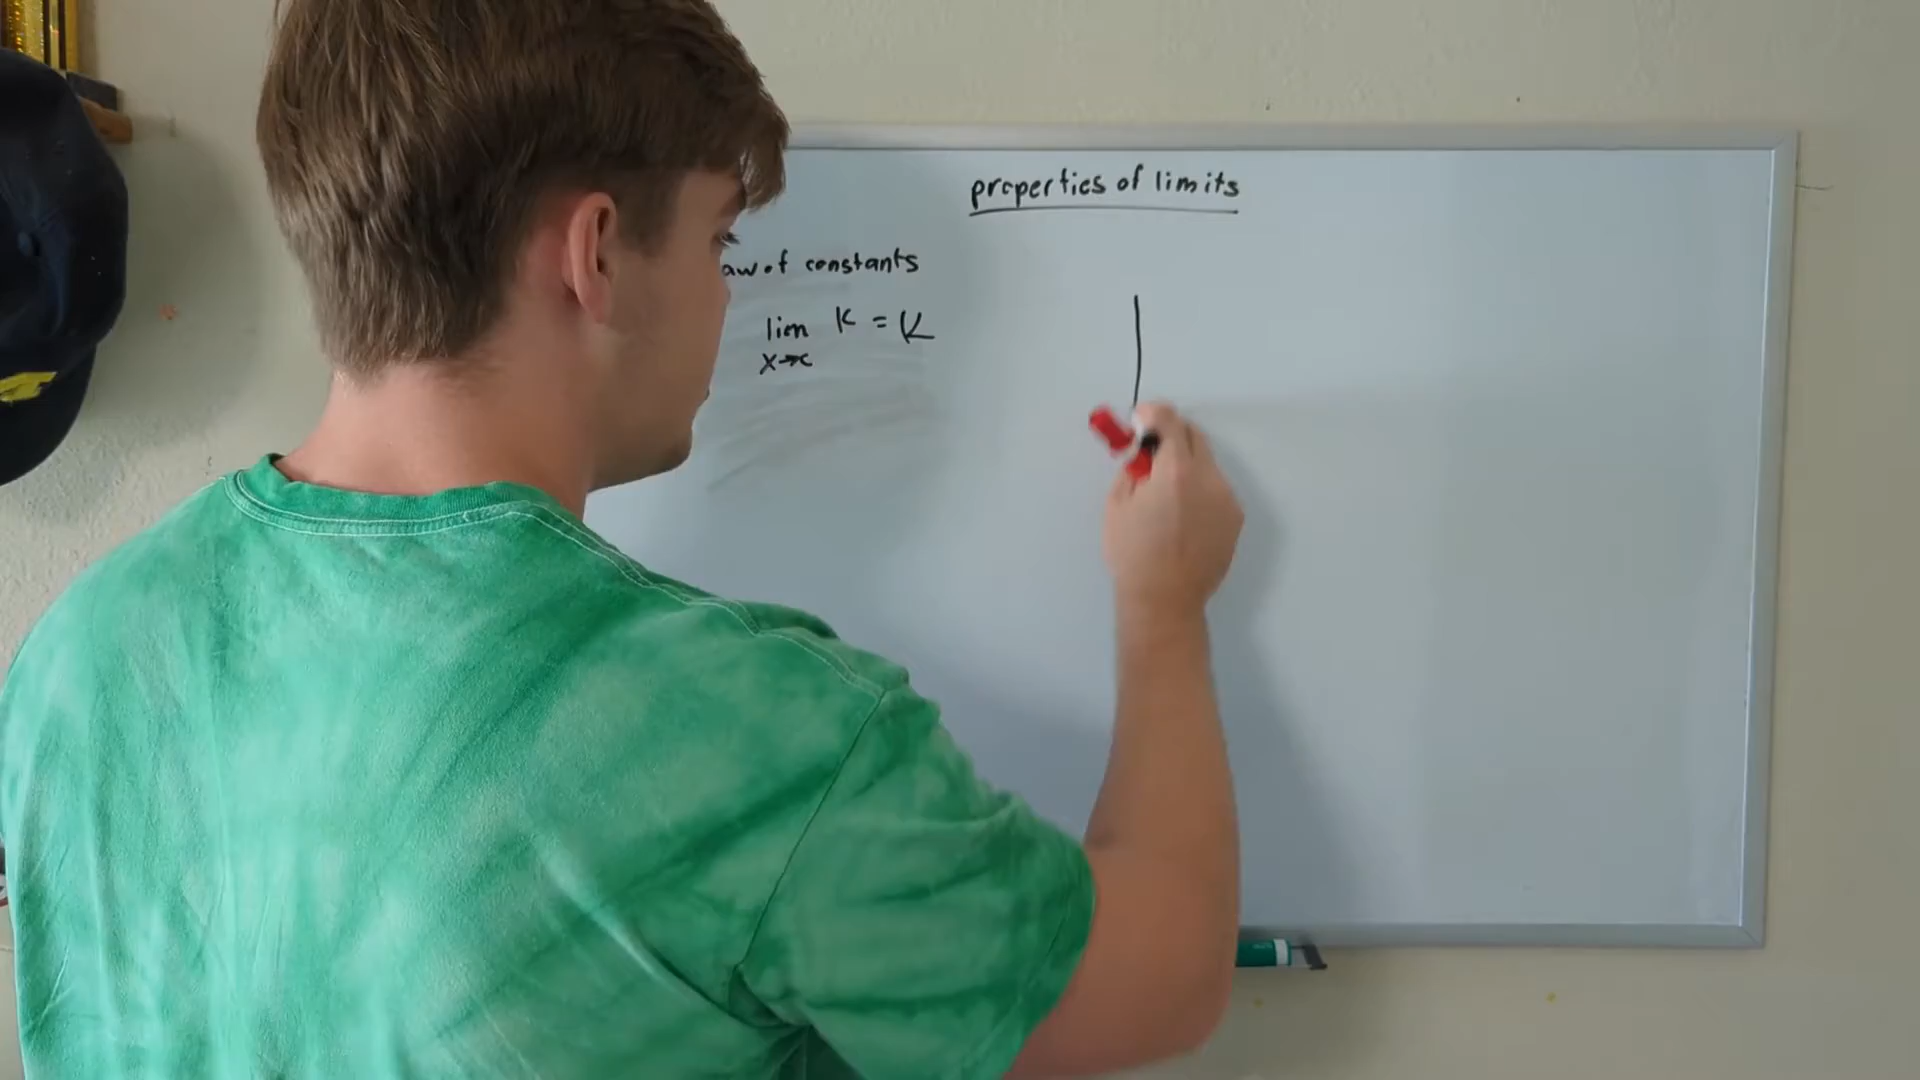 properties of limits
aw of constants
lim K = K
x→c